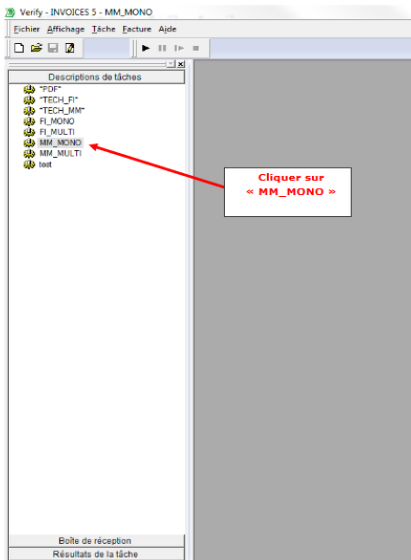 Verify - INVOICES 5 - MM_MONO
Fichier Affichage Tâche Facture Aide
Descriptions de tâches
*PDF*
*TECH_FI*
*TECH_MM*
FI_MONO
FI_MULTI
MM_MONO
MM_MULTI
test
Cliquer sur
« MM_MONO »
Boîte de réception
Résultats de la tâche